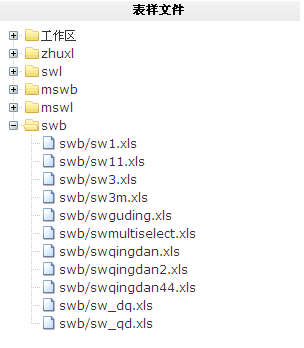 表样文件
工作区
zhuxl
swl
mswb
mswl
swb
swb/sw1.xls
swb/sw11.xls
swb/sw3.xls
swb/sw3m.xls
swb/swguding.xls
swb/swmultiselect.xls
swb/swqingdan.xls
swb/swqingdan2.xls
swb/swqingdan44.xls
swb/sw_dq.xls
swb/sw_qd.xls